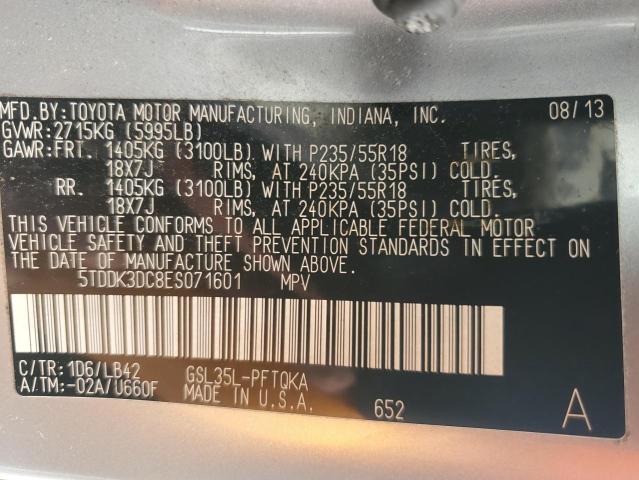 MFD.BY:TOYOTA MOTOR MANUFACTURING, INDIANA, INC. 08/13
GVWR:2715KG (5995LB)
GAWR:FRT. 1405KG (3100LB) WITH P235/55R18 TIRES,
18X7J RIMS, AT 240KPA (35PSI) COLD.
RR. 1405KG (3100LB) WITH P235/55R18 TIRES,
18X7J RIMS, AT 240KPA (35PSI) COLD.
THIS VEHICLE CONFORMS TO ALL APPLICABLE FEDERAL MOTOR
VEHICLE SAFETY AND THEFT PREVENTION STANDARDS IN EFFECT ON
THE DATE OF MANUFACTURE SHOWN ABOVE.
5TDDK3DC8ES071601 MPV
C/TR:1D6/LB42 GSL35L-PFTQKA
A/TM:-02A/U660F MADE IN U.S.A.
652 A